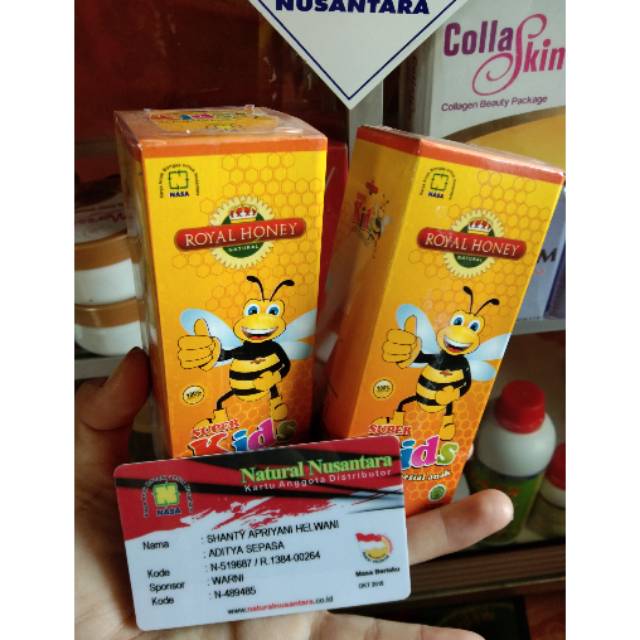 NUSANTARA
Colla
Skin
Collagen Beauty Package
NASA
ROYAL HONEY
NATURAL
100%
SUPER
Kids
NASA
ROYAL HONEY
NATURAL
100%
SUPER
Kids
NASA
Natural Nusantara
Kartu Anggota Distributor
Nama : SHANTY APRIYANI HELWANI
: ADITYA SEPASA
Kode : N-519687 / R.1384-00264
Sponsor : WARNI
Kode : N-489485
Masa Berlaku
OKT 2018
www.naturalnusantara.co.id